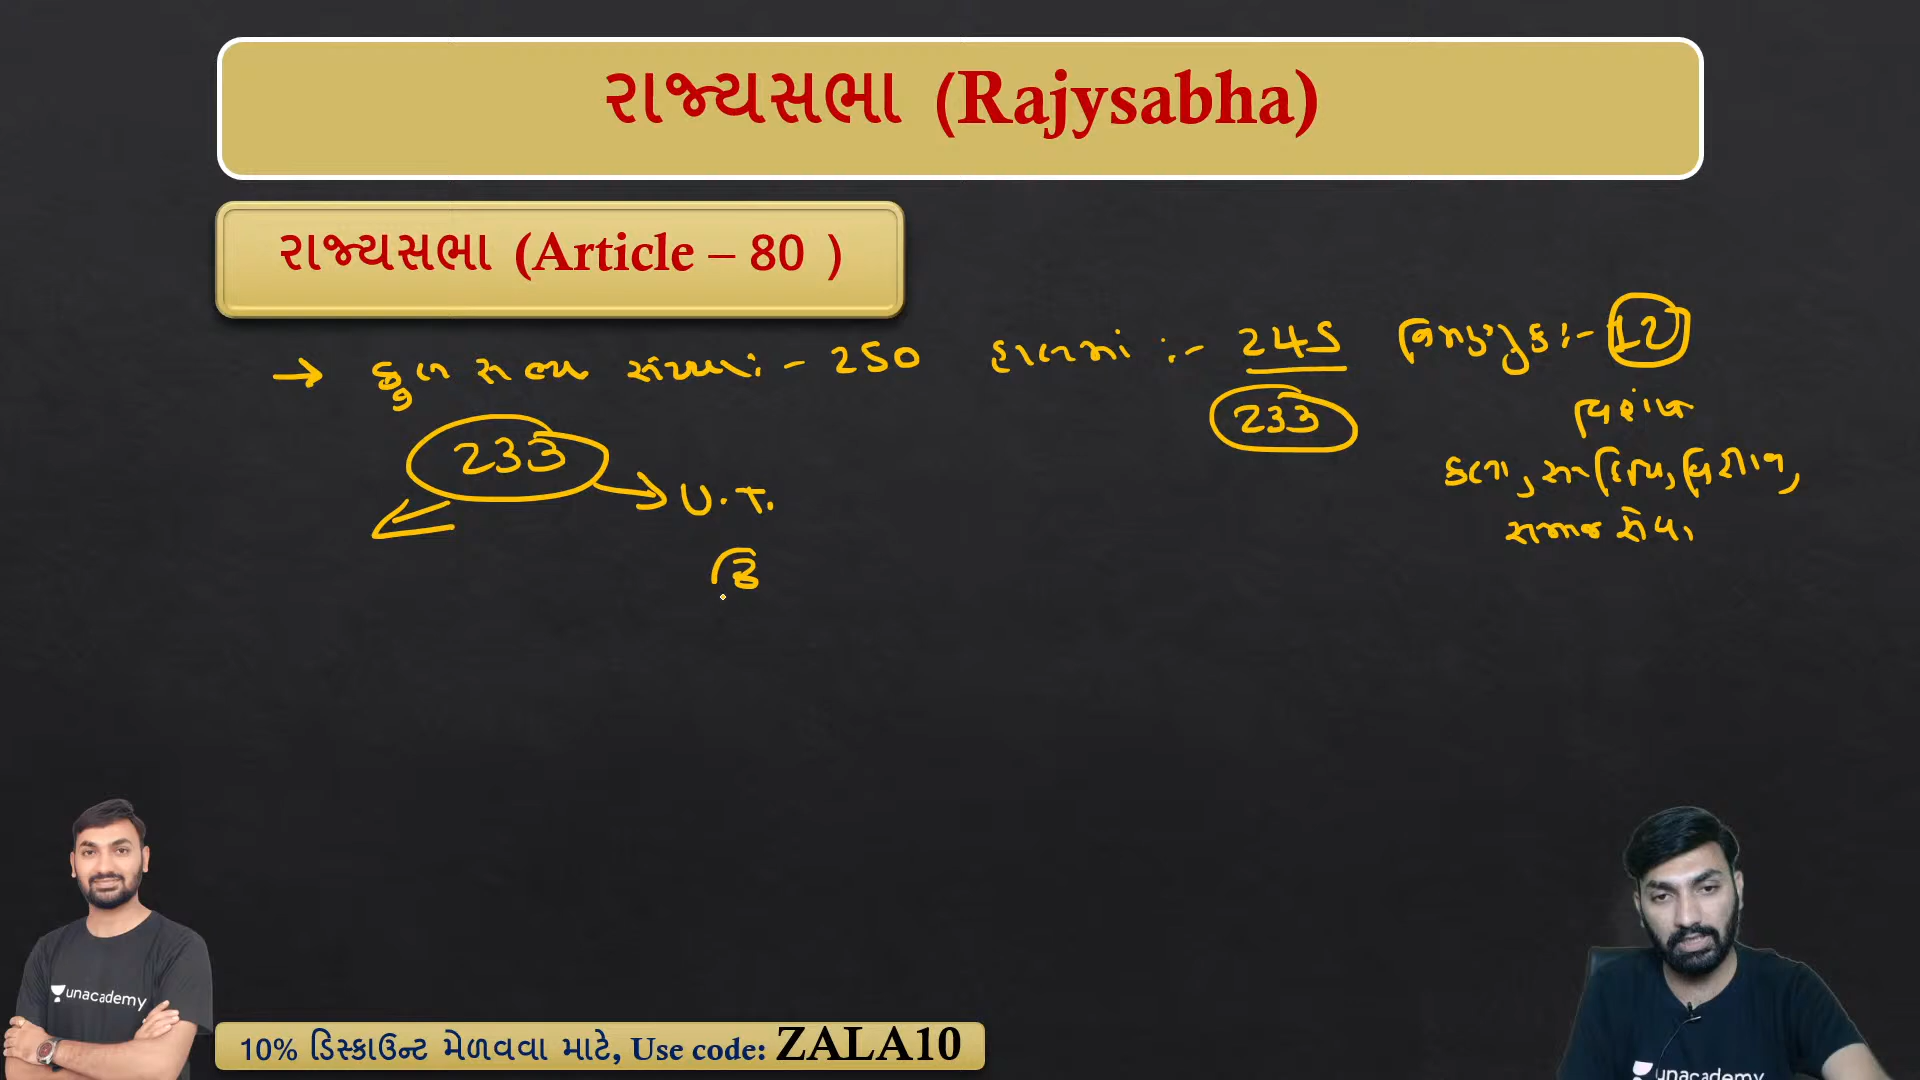 રાજ્યસભા (Rajysabha)
રાજ્યસભા (Article – 80 )
→ કુલ સભ્ય સંખ્યા :- 250 હાલમાં :- 245 નિમણૂક :- 12
233
233
U.T.
કલા, સાહિત્ય, વિજ્ઞાન,
સમાજ સેવા
unacademy
unacademy
10% ડિસ્કાઉન્ટ મેળવવા માટે, Use code: ZALA10